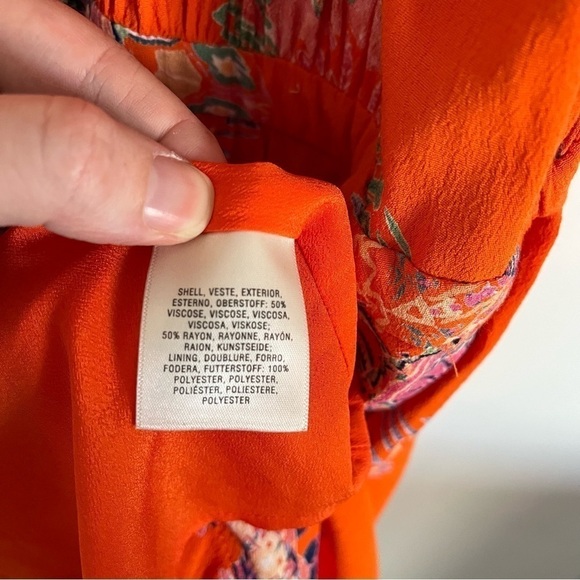 SHELL, VESTE, EXTERIOR,
ESTERNO, OBERSTOFF: 50%
VISCOSE, VISCOSE, VISCOSA,
VISCOSA, VISKOSE;
50% RAYON, RAYONNE, RAYÓN,
RAION, KUNSTSEIDE;
LINING, DOUBLURE, FORRO,
FODERA, FUTTERSTOFF: 100%
POLYESTER, POLYESTER,
POLIÉSTER, POLIESTERE,
POLYESTER